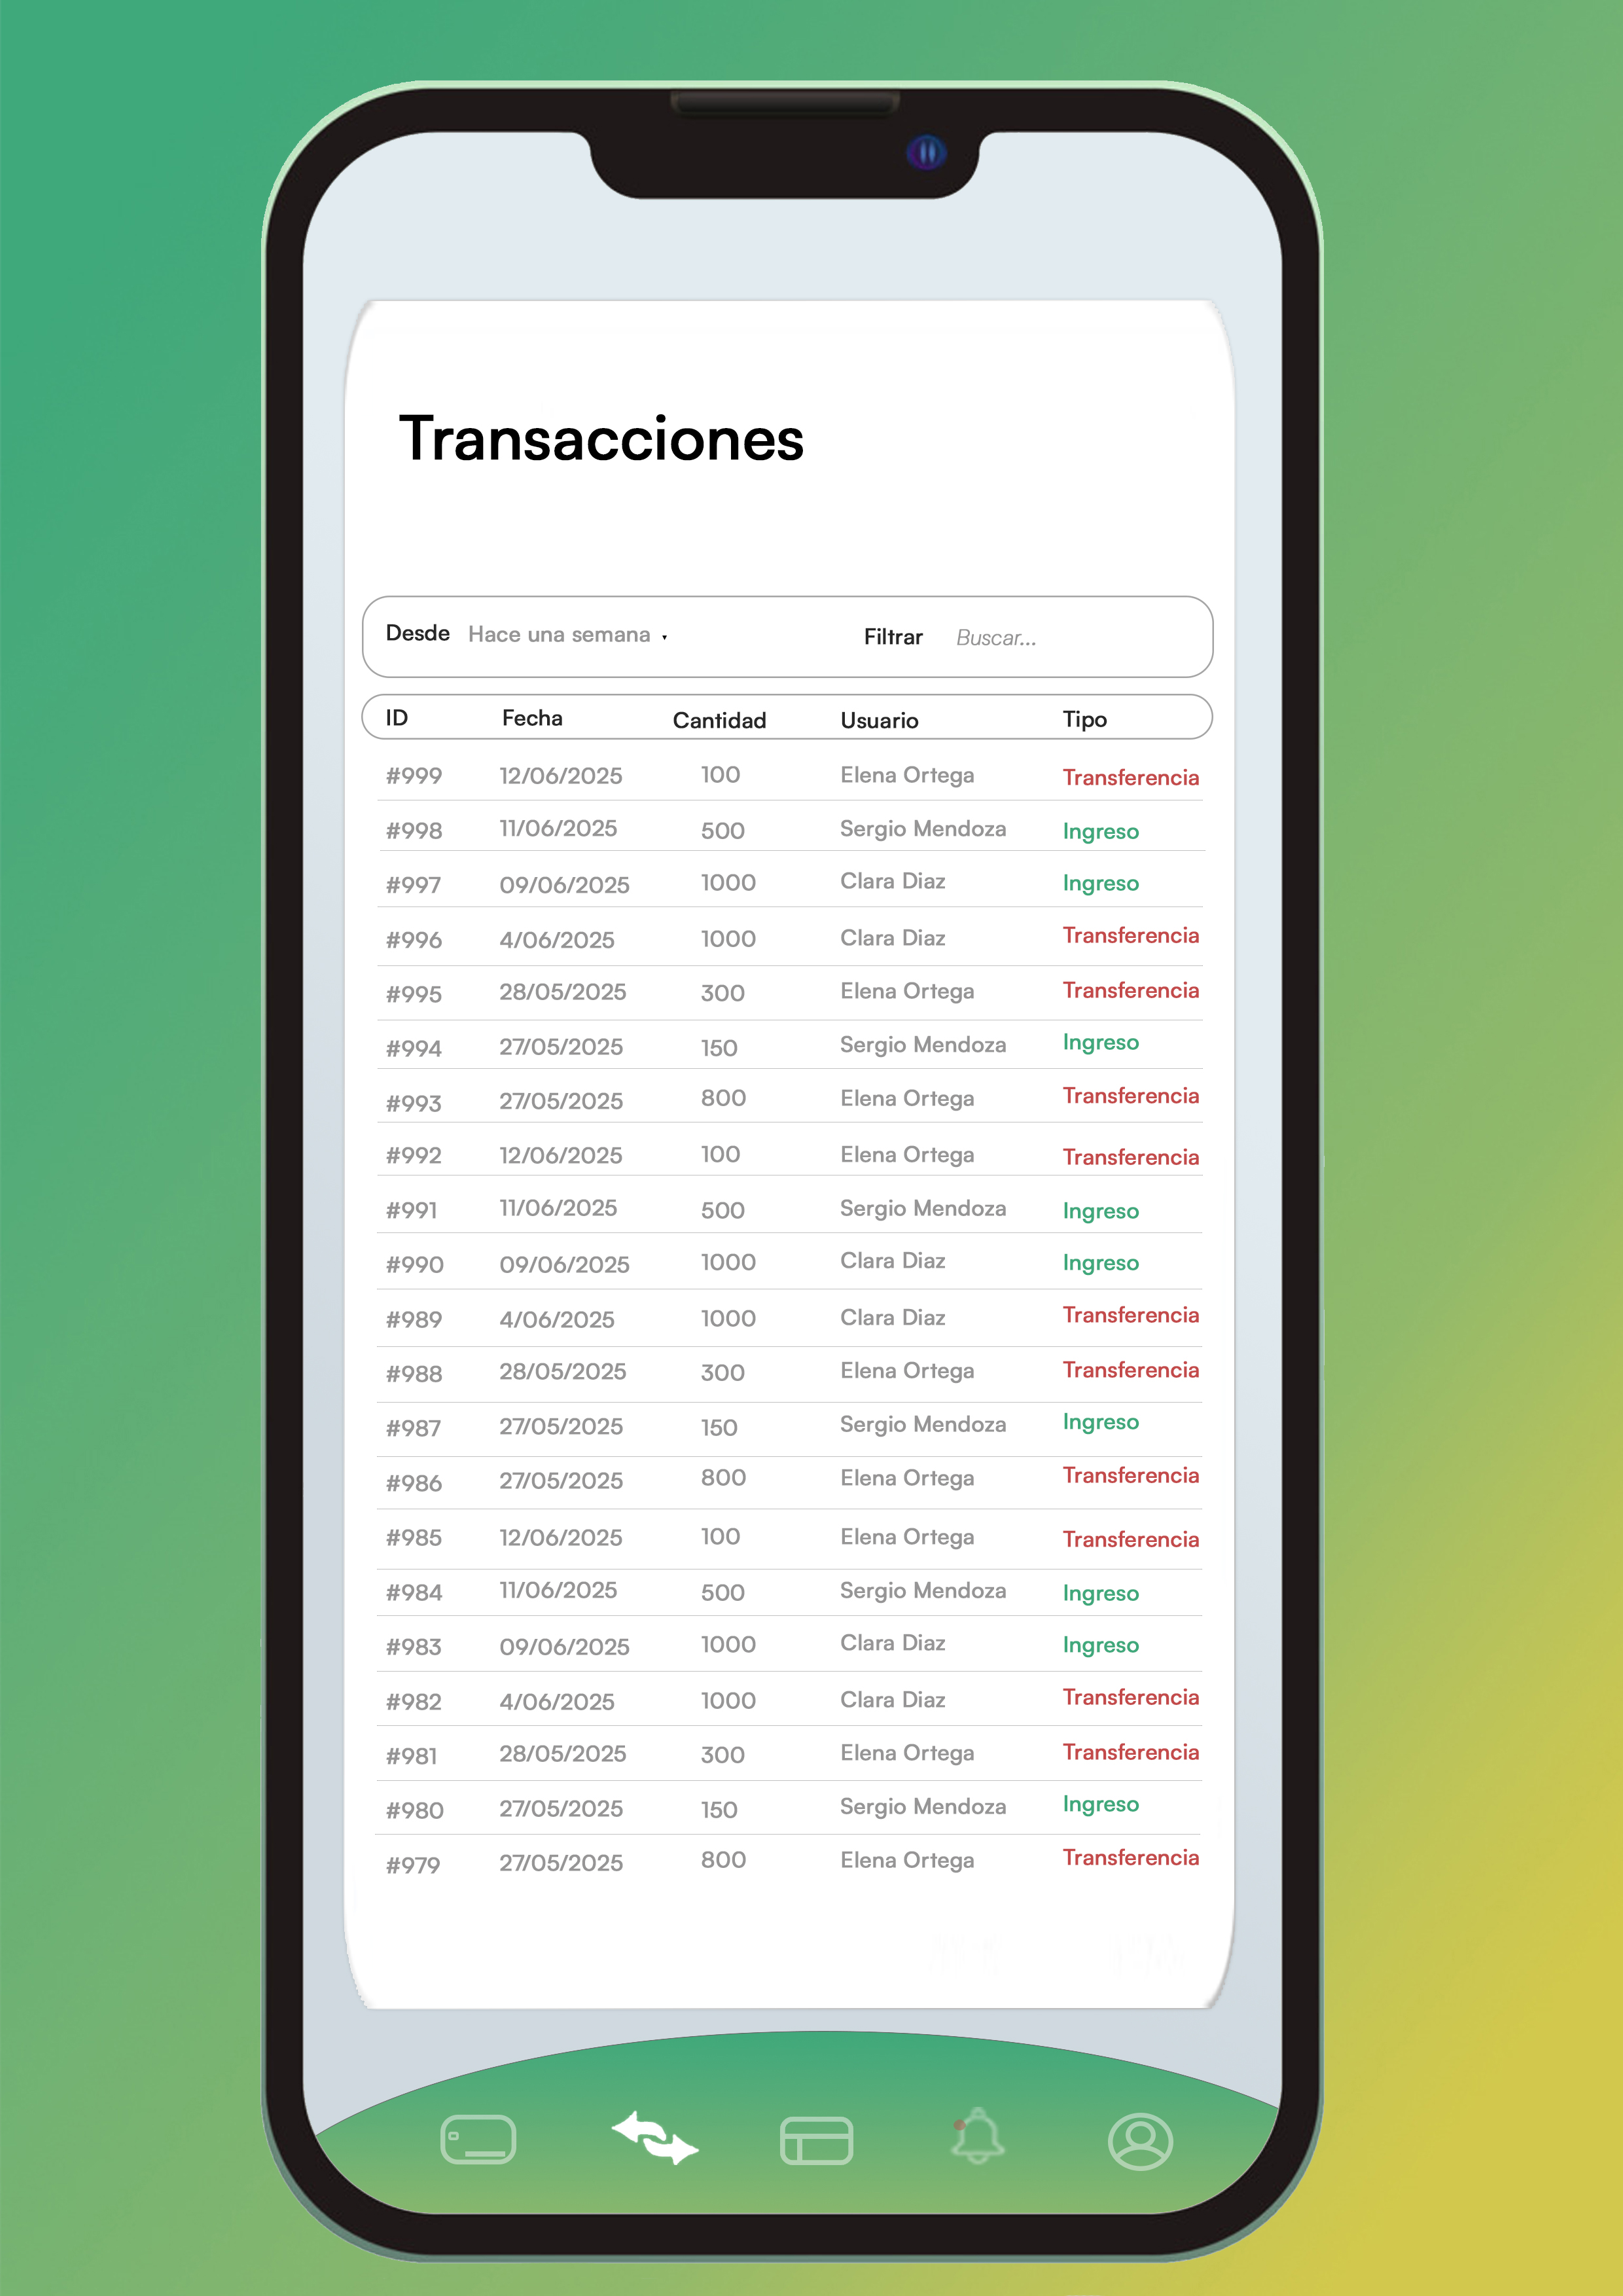 Transacciones
Desde Hace una semana Filtrar Buscar...
ID Fecha Cantidad Usuario Tipo
#999 12/06/2025 100 Elena Ortega Transferencia
#998 11/06/2025 500 Sergio Mendoza Ingreso
#997 09/06/2025 1000 Clara Diaz Ingreso
#996 4/06/2025 1000 Clara Diaz Transferencia
#995 28/05/2025 300 Elena Ortega Transferencia
#994 27/05/2025 150 Sergio Mendoza Ingreso
#993 27/05/2025 800 Elena Ortega Transferencia
#992 12/06/2025 100 Elena Ortega Transferencia
#991 11/06/2025 500 Sergio Mendoza Ingreso
#990 09/06/2025 1000 Clara Diaz Ingreso
#989 4/06/2025 1000 Clara Diaz Transferencia
#988 28/05/2025 300 Elena Ortega Transferencia
#987 27/05/2025 150 Sergio Mendoza Ingreso
#986 27/05/2025 800 Elena Ortega Transferencia
#985 12/06/2025 100 Elena Ortega Transferencia
#984 11/06/2025 500 Sergio Mendoza Ingreso
#983 09/06/2025 1000 Clara Diaz Ingreso
#982 4/06/2025 1000 Clara Diaz Transferencia
#981 28/05/2025 300 Elena Ortega Transferencia
#980 27/05/2025 150 Sergio Mendoza Ingreso
#979 27/05/2025 800 Elena Ortega Transferencia